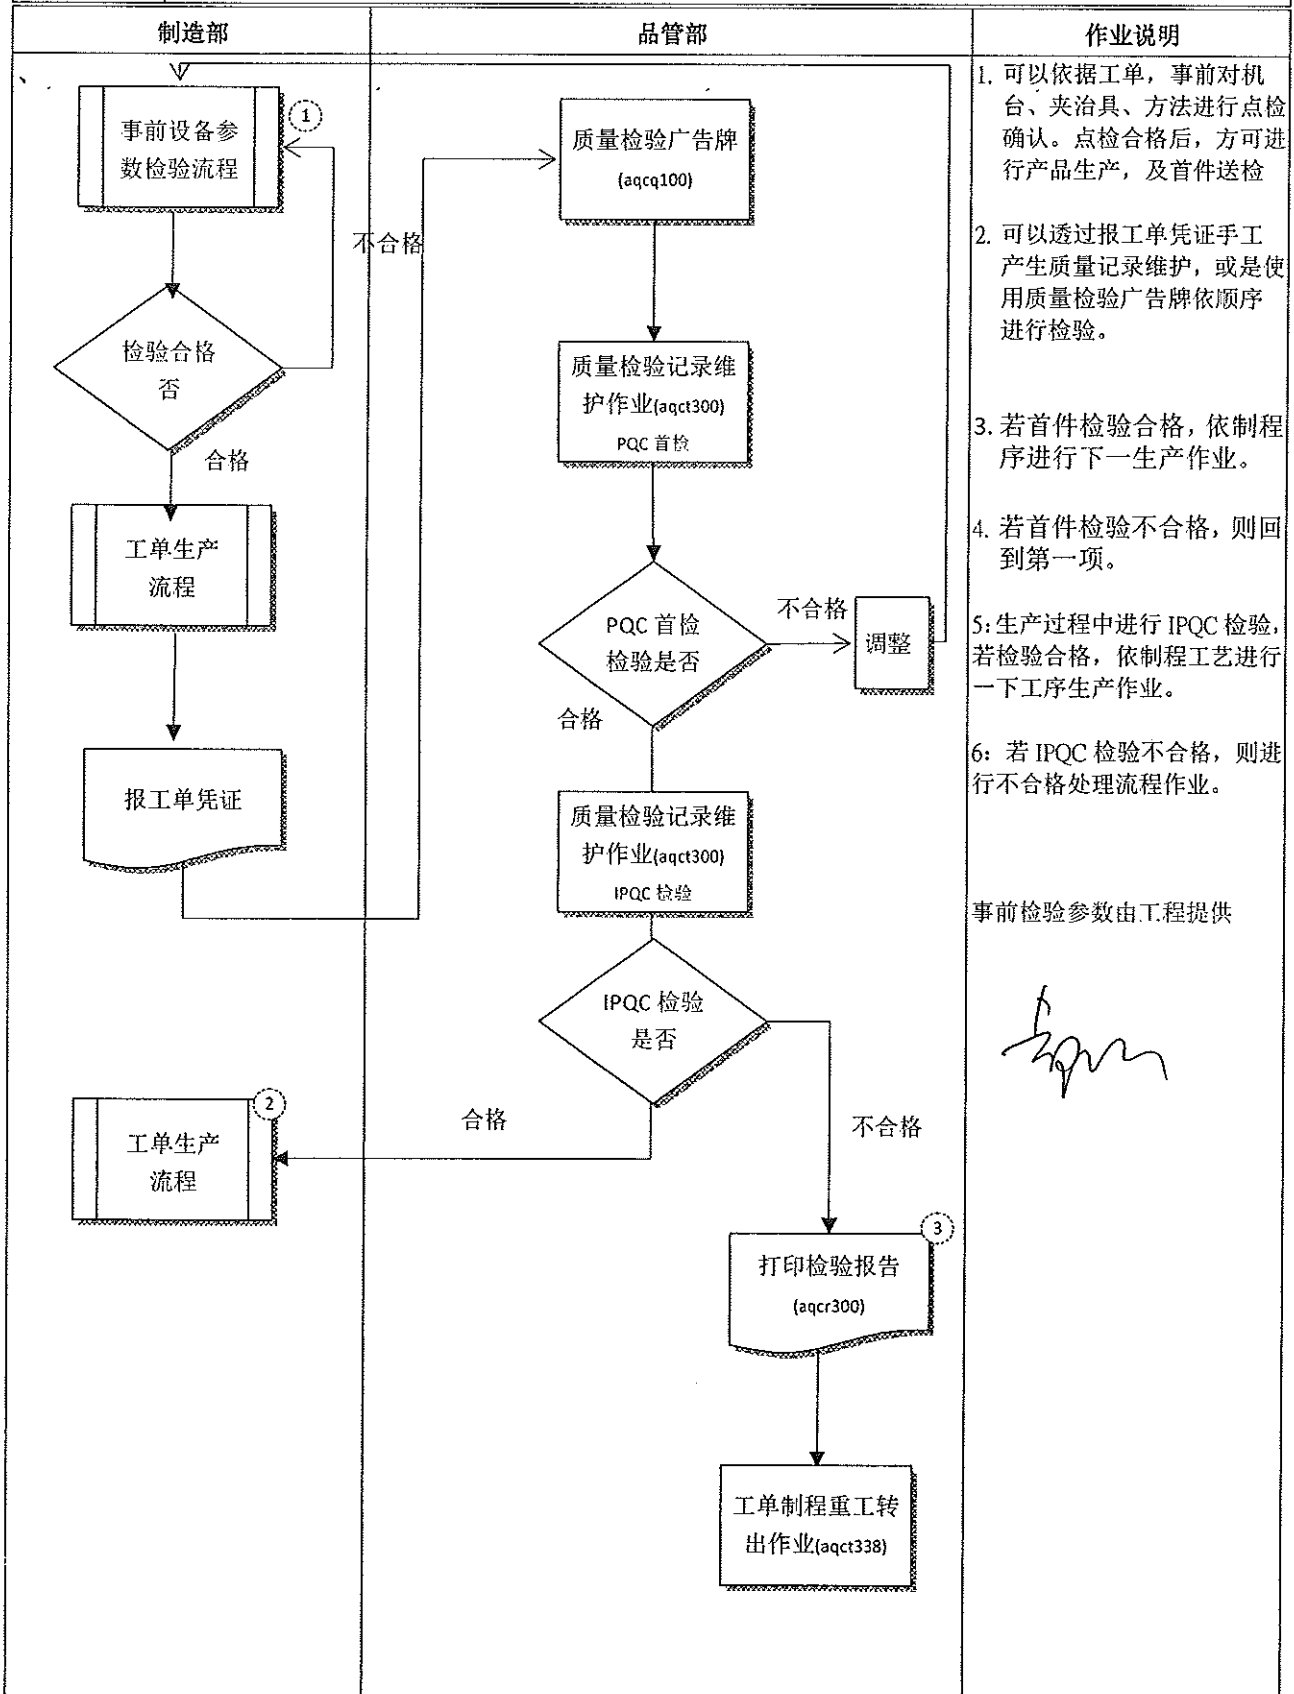 制造部
品管部
作业说明
事前设备参
数检验流程
1
不合格
检验合格
否
合格
工单生产
流程
报工单凭证
质量检验广告牌
(aqcq100)
质量检验记录维
护作业(aqct300)
PQC 首检
PQC 首检
检验是否
不合格
调整
合格
质量检验记录维
护作业(aqct300)
IPQC 检验
IPQC 检验
是否
合格
不合格
2
工单生产
流程
3
打印检验报告
(aqcr300)
工单制程重工转
出作业(aqct338)
1. 可以依据工单，事前对机
台、夹治具、方法进行点检
确认。点检合格后，方可进
行产品生产，及首件送检
2. 可以透过报工单凭证手工
产生质量记录维护，或是使
用质量检验广告牌依顺序
进行检验。
3. 若首件检验合格，依制程
序进行下一生产作业。
4. 若首件检验不合格，则回
到第一项。
5:生产过程中进行 IPQC 检验，
若检验合格，依制程工艺进行
一下工序生产作业。
6: 若 IPQC 检验不合格，则进
行不合格处理流程作业。
事前检验参数由工程提供